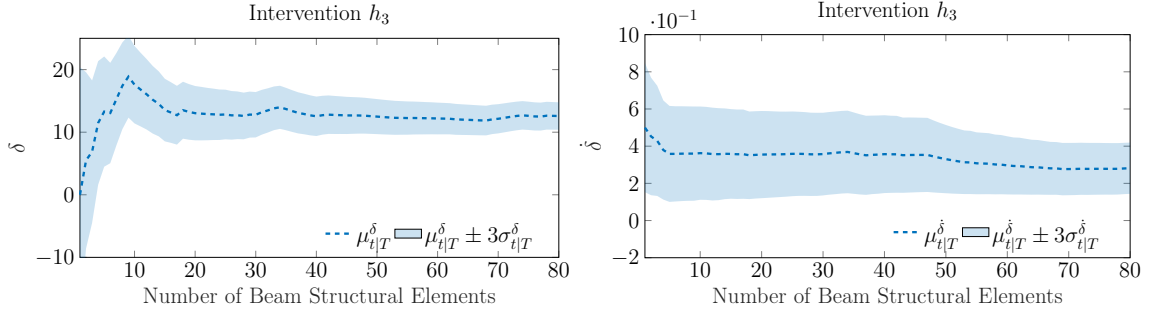 Intervention h₃
20
10
0
−10
δ
μ^δ_{t|T} μ^δ_{t|T} ± 3σ^δ_{t|T}
10 20 30 40 50 60 70 80
Number of Beam Structural Elements
Intervention h₃
·10⁻¹
10
8
6
4
2
0
−2
δ̇
μ^δ̇_{t|T} μ^δ̇_{t|T} ± 3σ^δ̇_{t|T}
10 20 30 40 50 60 70 80
Number of Beam Structural Elements